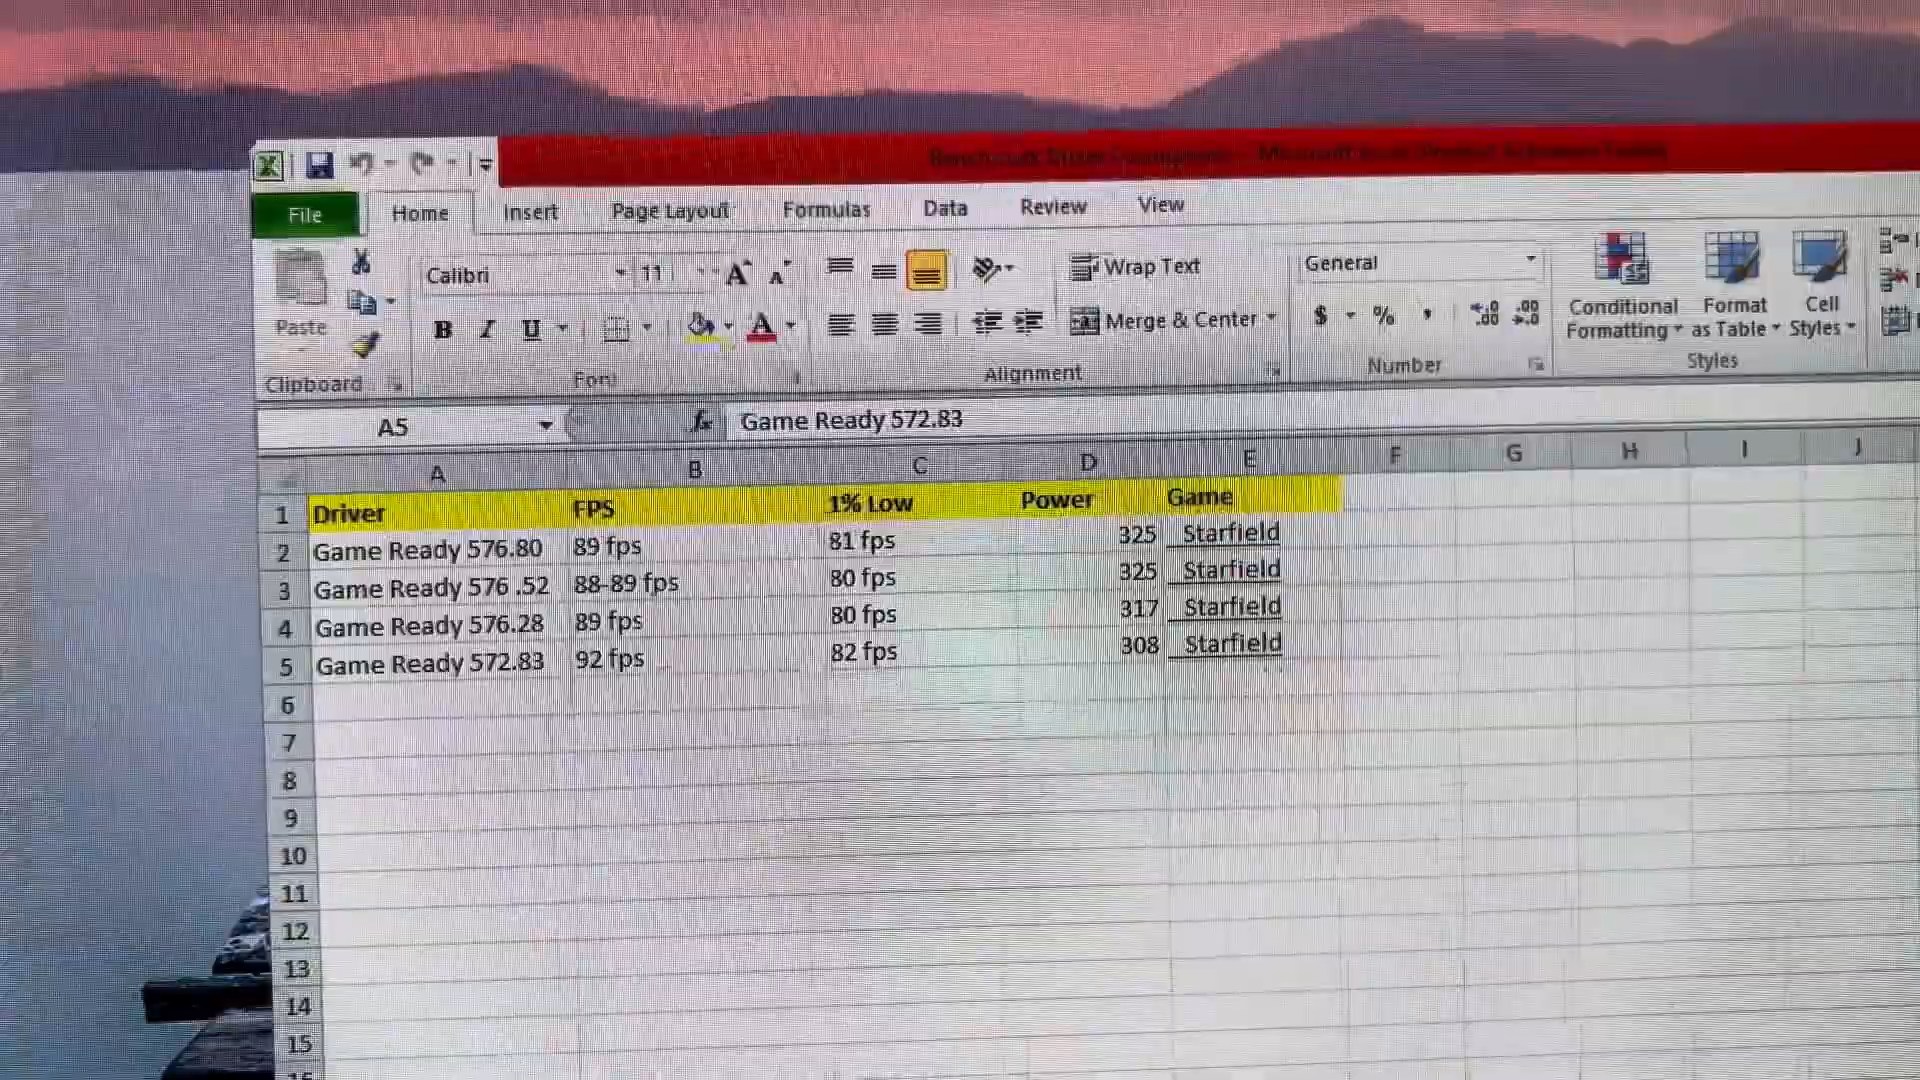 File Home Insert Page Layout Formulas Data Review View
Calibri 11 A A Wrap Text General
Paste B I U A Merge & Center $ % , Conditional Formatting Format as Table Cell Styles
Clipboard Font Alignment Number Styles
A5 fx Game Ready 572.83
A B C D E F G H I J
1 Driver FPS 1% Low Power Game
2 Game Ready 576.80 89 fps 81 fps 325 Starfield
3 Game Ready 576 .52 88-89 fps 80 fps 325 Starfield
4 Game Ready 576.28 89 fps 80 fps 317 Starfield
5 Game Ready 572.83 92 fps 82 fps 308 Starfield
6
7
8
9
10
11
12
13
14
15